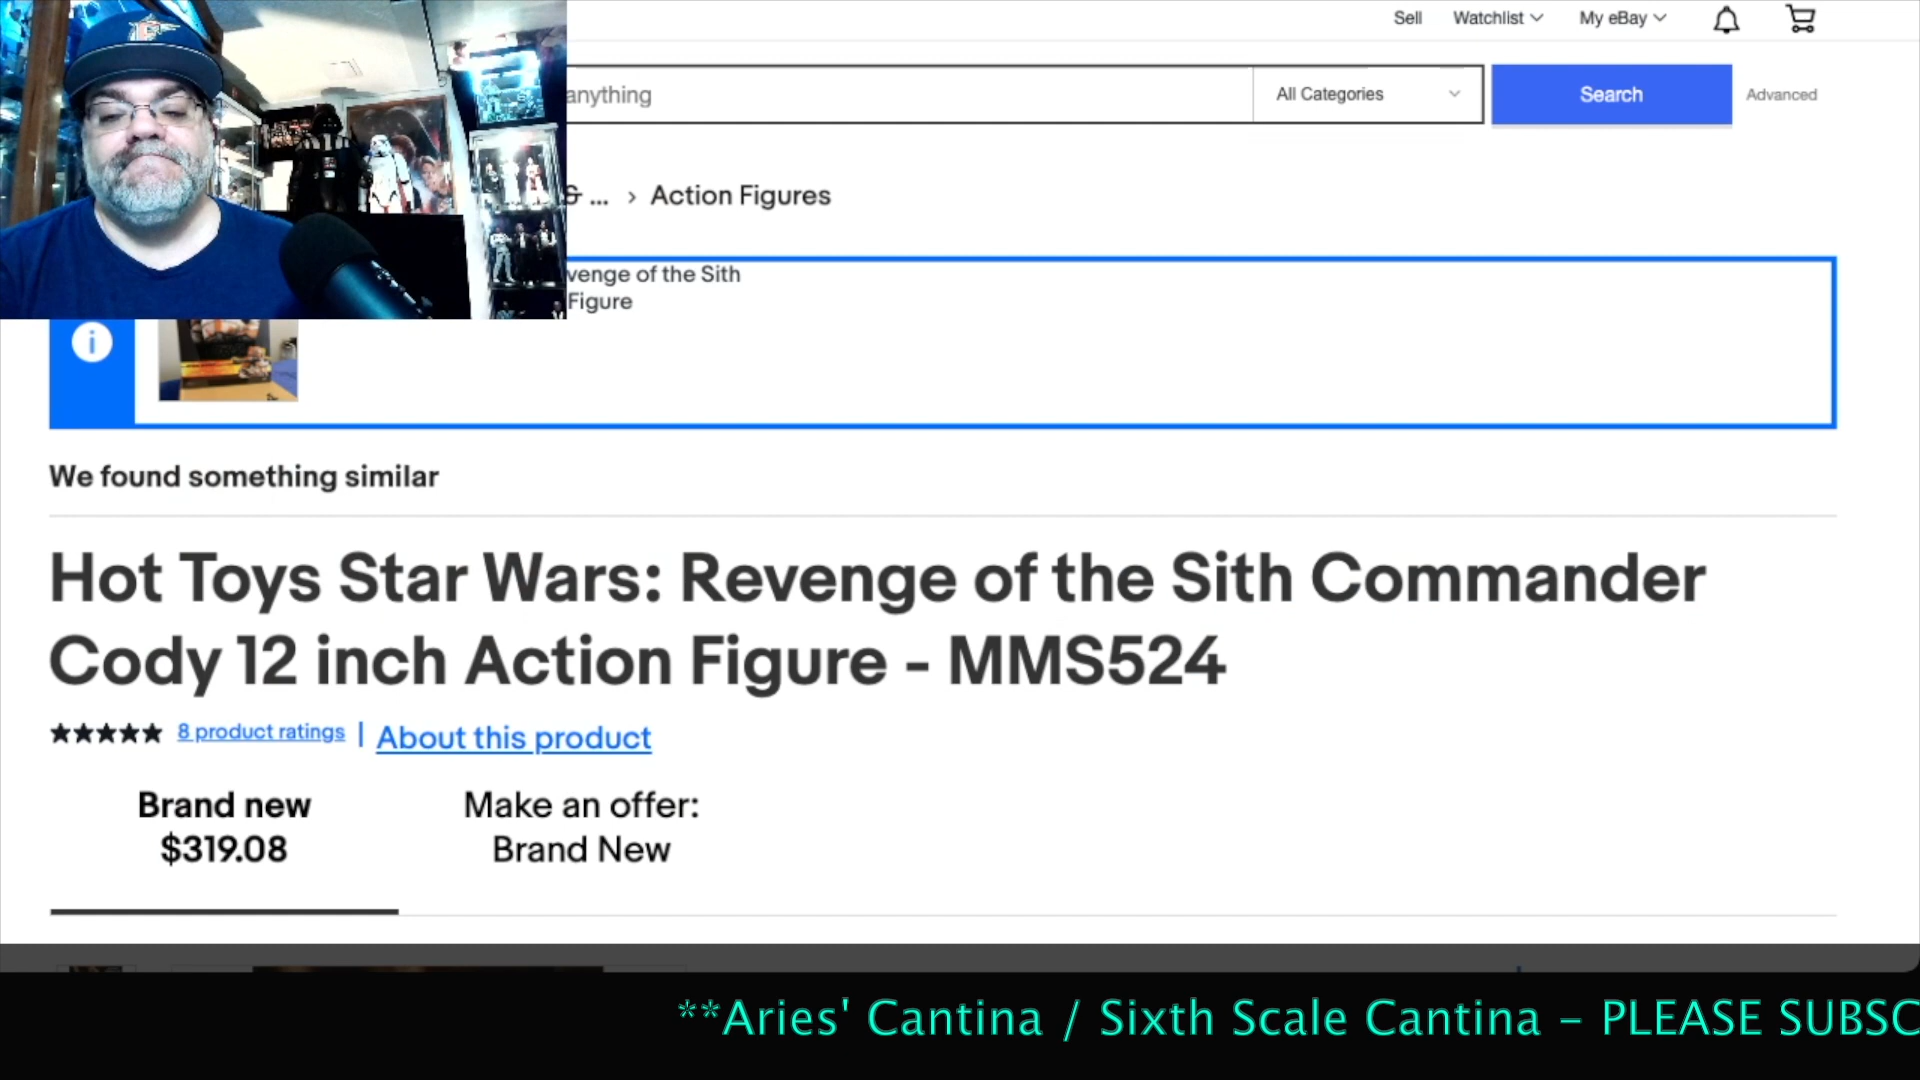 Sell Watchlist My eBay
anything All Categories Search Advanced
& ... › Action Figures
venge of the Sith
Figure
i
We found something similar
Hot Toys Star Wars: Revenge of the Sith Commander
Cody 12 inch Action Figure - MMS524
8 product ratings | About this product
Brand new Make an offer:
$319.08 Brand New
**Aries' Cantina / Sixth Scale Cantina – PLEASE SUBSC